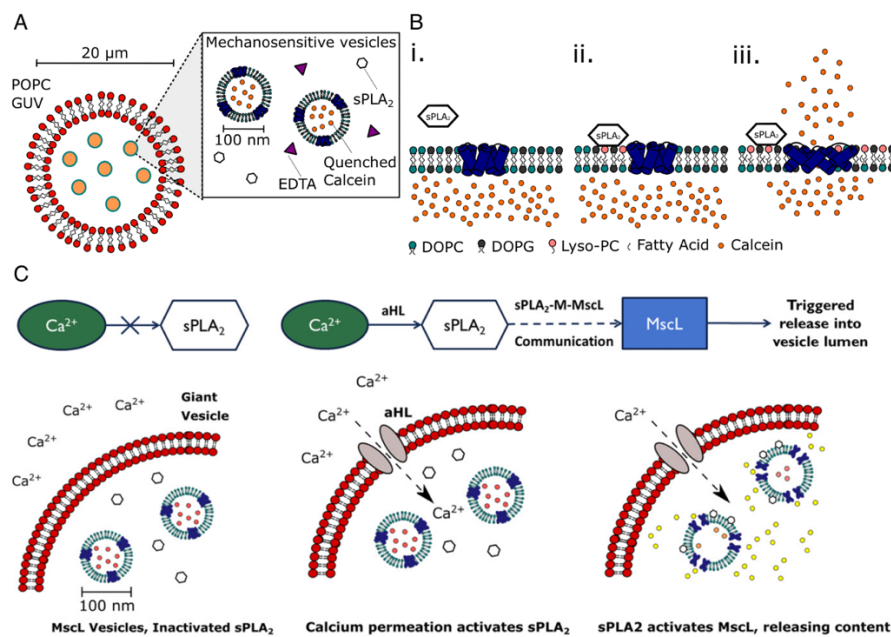 A
20 μm
POPC
GUV
Mechanosensitive vesicles
sPLA₂
100 nm
EDTA
Quenched
Calcein
B
i.
ii.
iii.
sPLA₂
sPLA₂
sPLA₂
DOPC
DOPG
Lyso-PC
Fatty Acid
Calcein
C
Ca²⁺
sPLA₂
Ca²⁺
aHL
sPLA₂
sPLA₂-M-MscL
Communication
MscL
Triggered
release into
vesicle lumen
Ca²⁺
Ca²⁺
Ca²⁺
Ca²⁺
Ca²⁺
Giant
Vesicle
100 nm
MscL Vesicles, Inactivated sPLA₂
Ca²⁺
Ca²⁺
Ca²⁺
aHL
Ca²⁺
Calcium permeation activates sPLA₂
Ca²⁺
sPLA2 activates MscL, releasing content